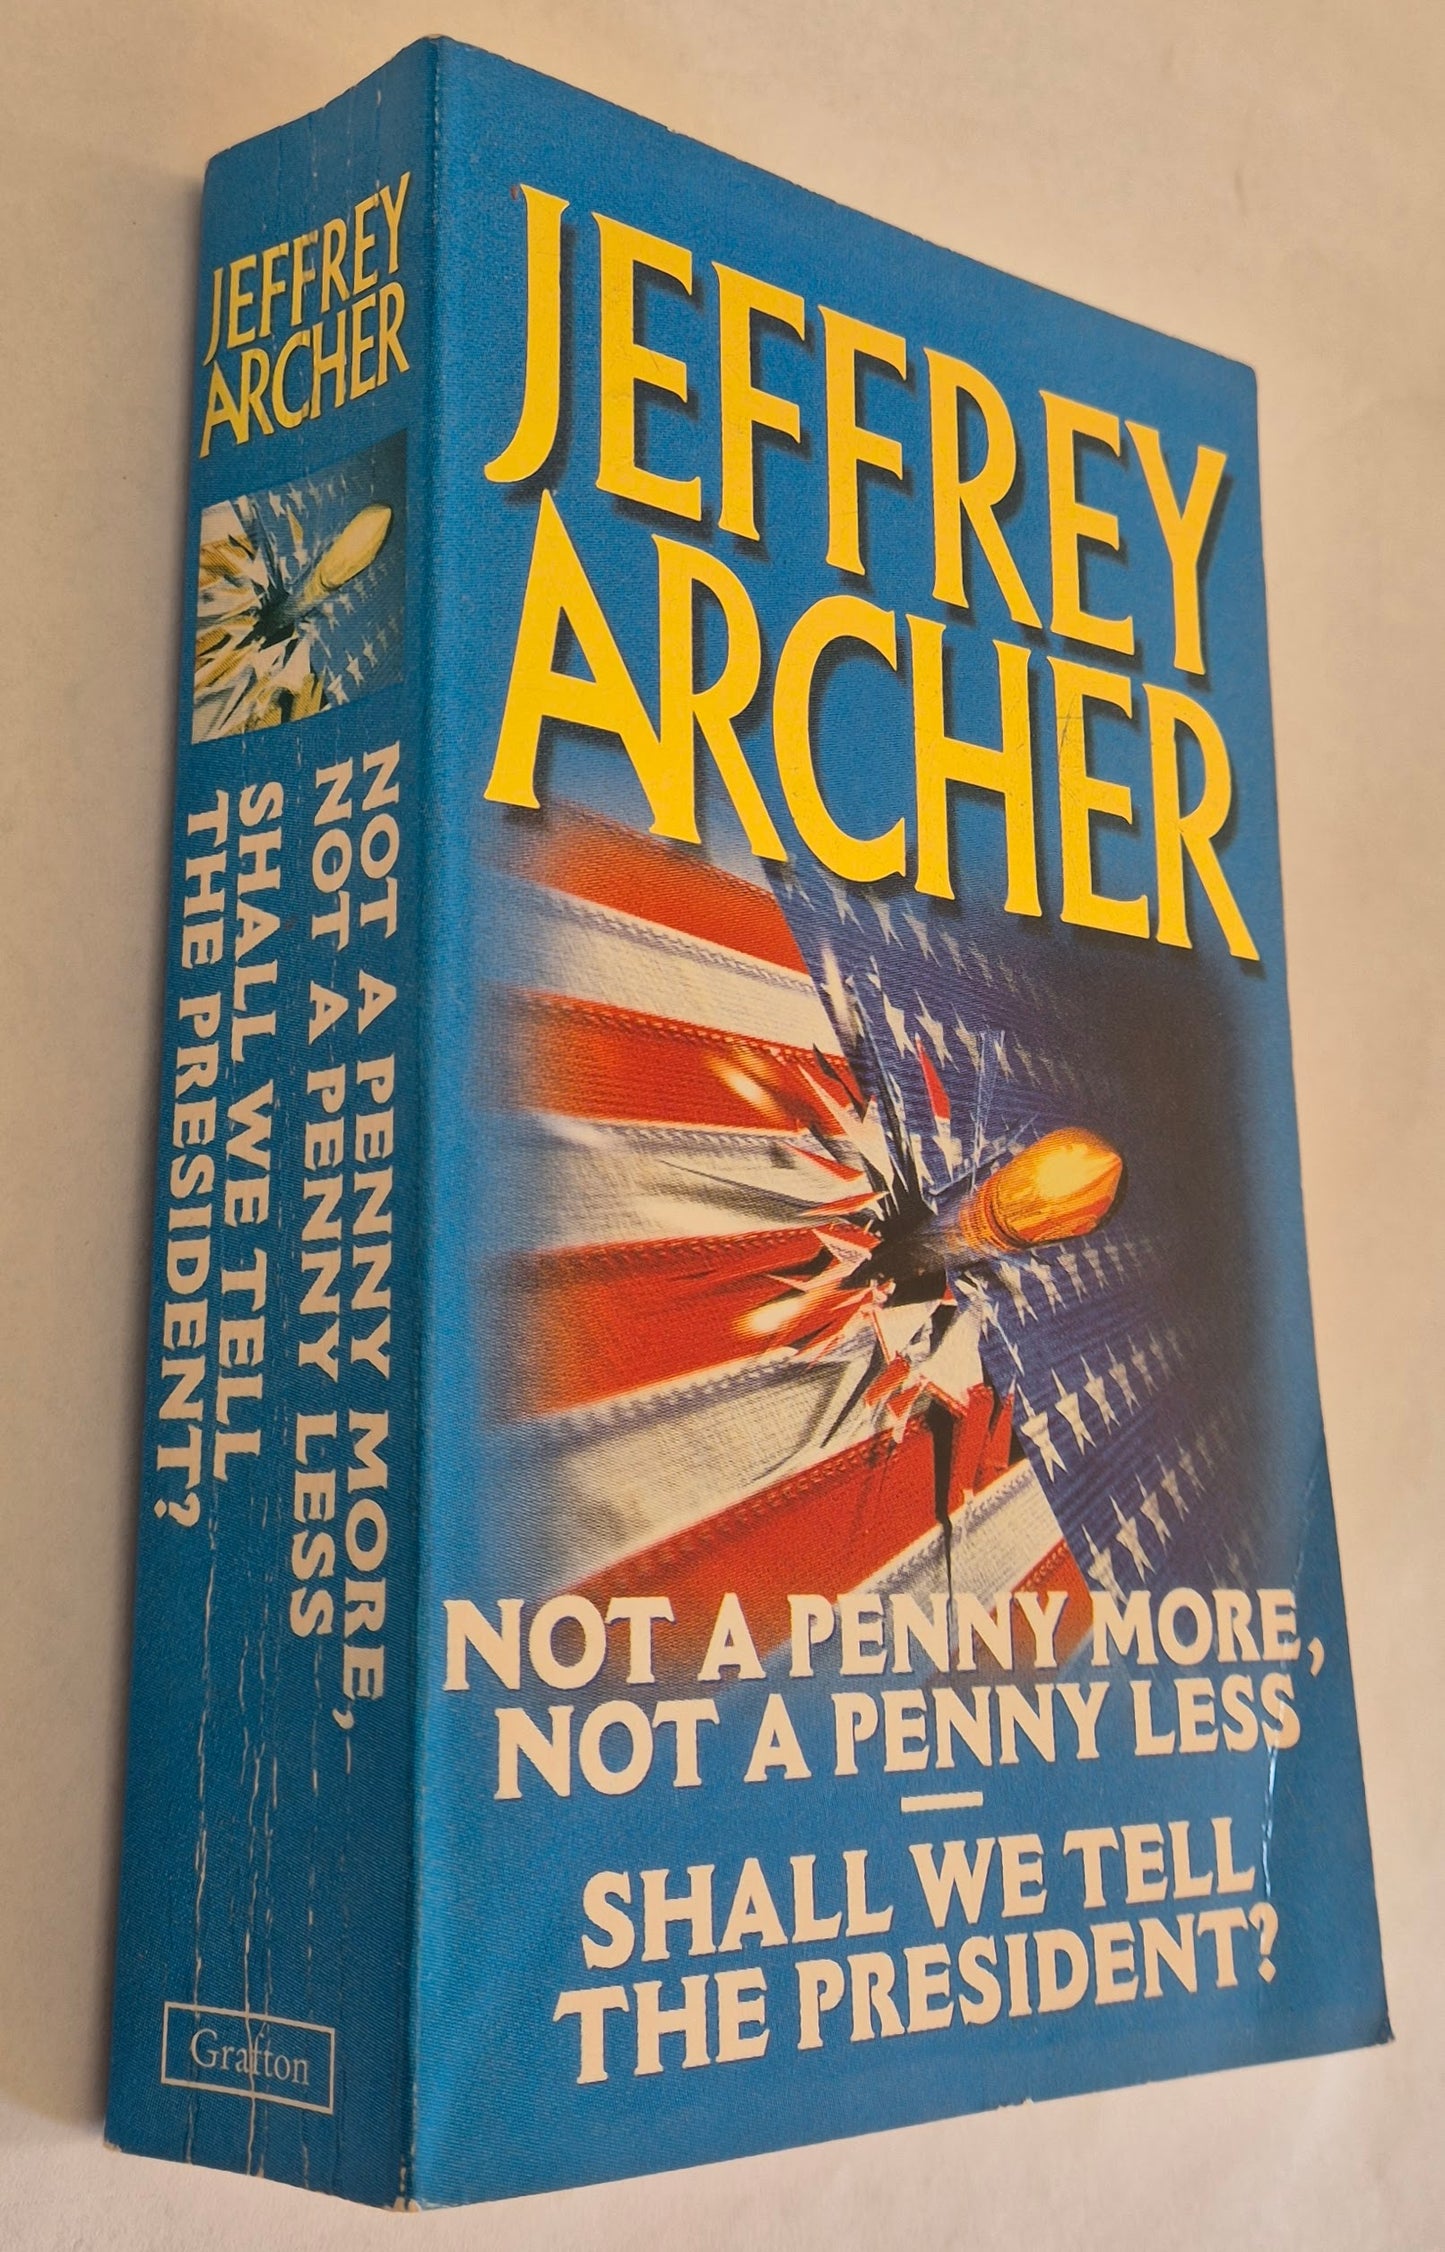 JEFFREY
ARCHER
NOT A PENNY MORE,
NOT A PENNY LESS
SHALL WE TELL
THE PRESIDENT?
Grafton
JEFFREY
ARCHER
NOT A PENNY MORE,
NOT A PENNY LESS
—
SHALL WE TELL
THE PRESIDENT?